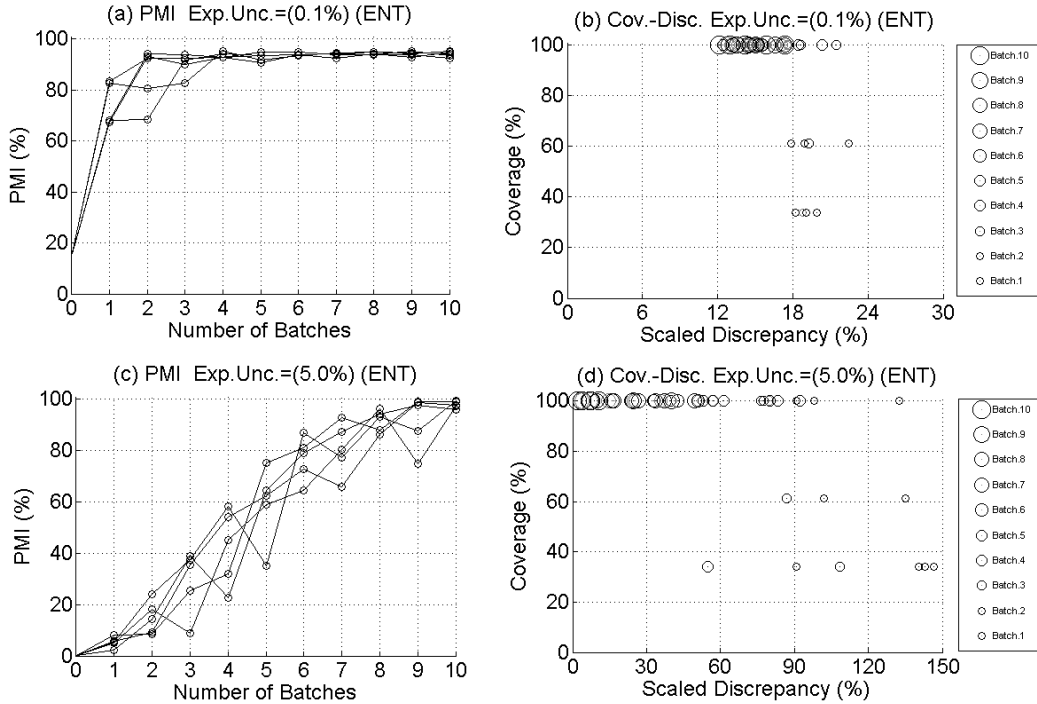 (a) PMI Exp.Unc.=(0.1%) (ENT)
100
80
60
40
20
0
PMI (%)
0 1 2 3 4 5 6 7 8 9 10
Number of Batches
(b) Cov.-Disc. Exp.Unc.=(0.1%) (ENT)
100
80
60
40
20
0
Coverage (%)
0 6 12 18 24 30
Scaled Discrepancy (%)
Batch.10
Batch.9
Batch.8
Batch.7
Batch.6
Batch.5
Batch.4
Batch.3
Batch.2
Batch.1
(c) PMI Exp.Unc.=(5.0%) (ENT)
100
80
60
40
20
0
PMI (%)
0 1 2 3 4 5 6 7 8 9 10
Number of Batches
(d) Cov.-Disc. Exp.Unc.=(5.0%) (ENT)
100
80
60
40
20
0
Coverage (%)
0 30 60 90 120 150
Scaled Discrepancy (%)
Batch.10
Batch.9
Batch.8
Batch.7
Batch.6
Batch.5
Batch.4
Batch.3
Batch.2
Batch.1